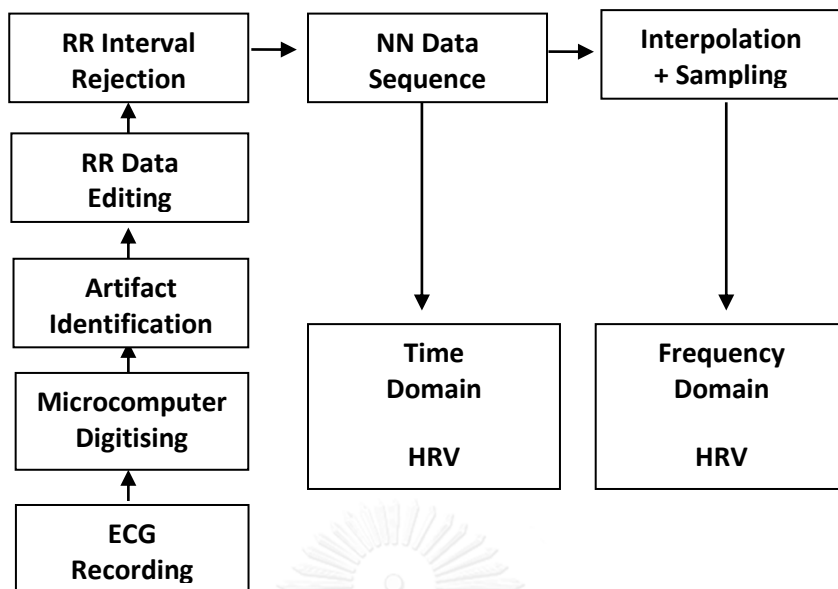 RR Interval
Rejection
NN Data
Sequence
Interpolation
+ Sampling
RR Data
Editing
Artifact
Identification
Microcomputer
Digitising
ECG
Recording
Time
Domain
HRV
Frequency
Domain
HRV